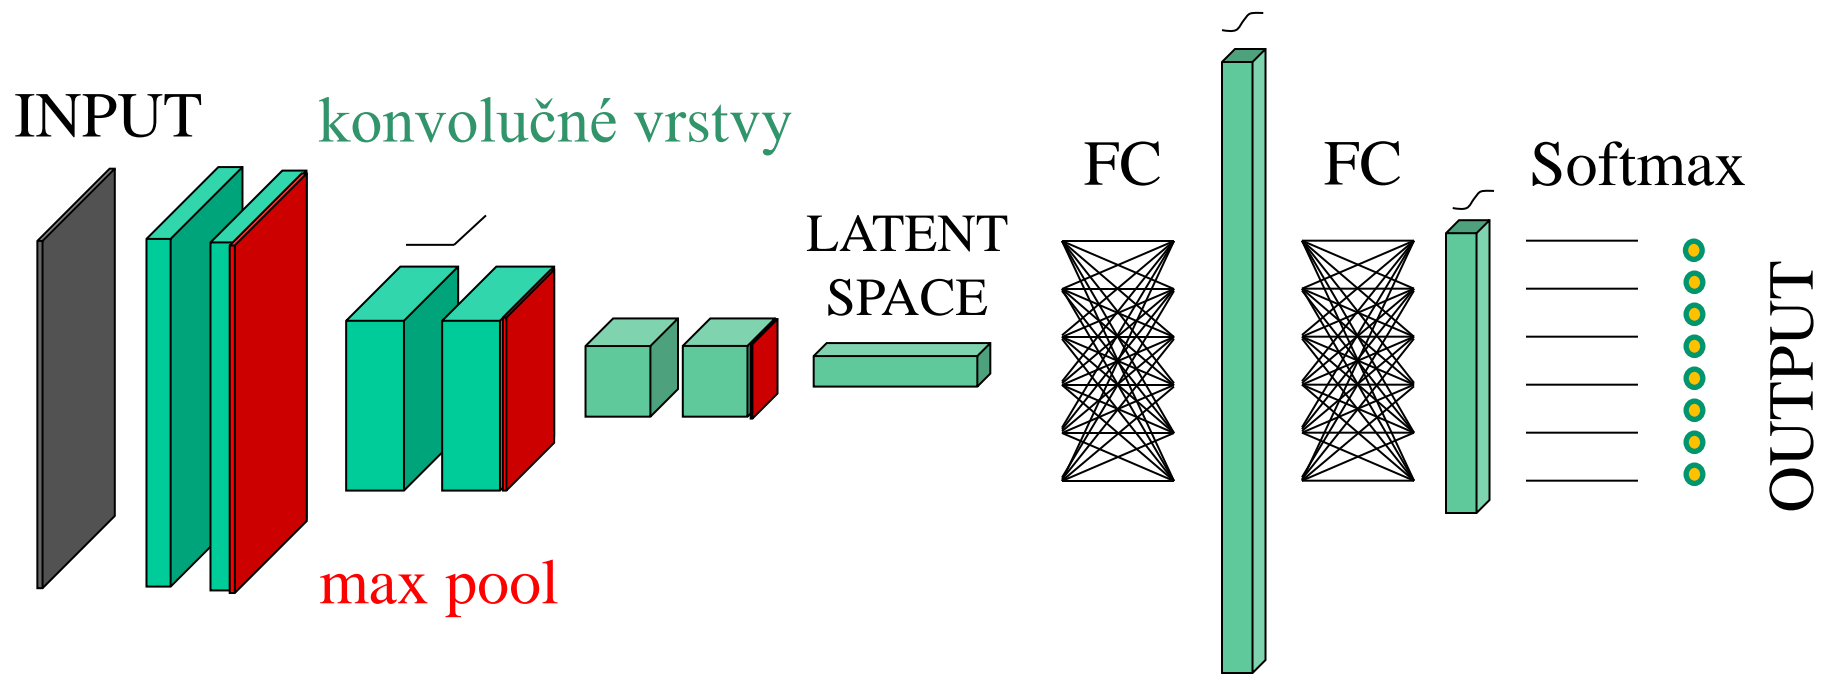 INPUT
konvolučné vrstvy
max pool
LATENT
SPACE
FC
FC
Softmax
OUTPUT